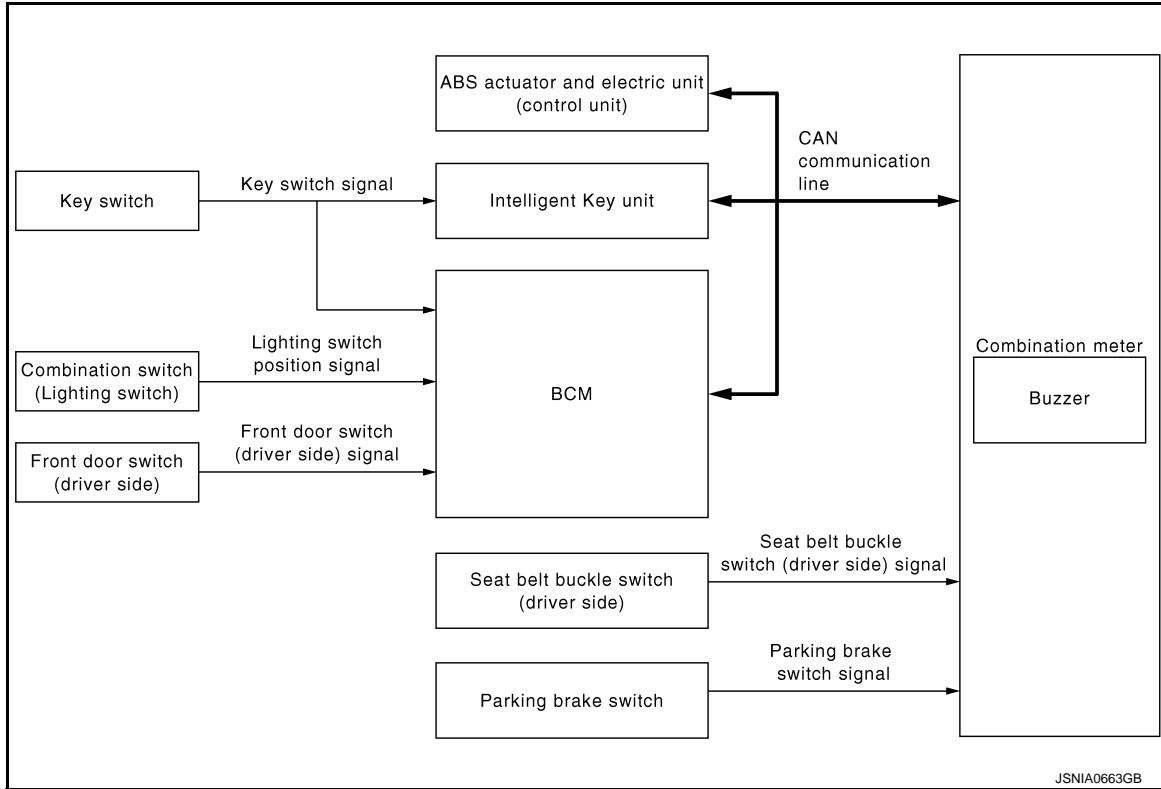 ABS actuator and electric unit
(control unit)
CAN
communication
line
Key switch
Key switch signal
Intelligent Key unit
Combination switch
(Lighting switch)
Lighting switch
position signal
BCM
Front door switch
(driver side)
Front door switch
(driver side) signal
Combination meter
Buzzer
Seat belt buckle switch
(driver side)
Seat belt buckle
switch (driver side) signal
Parking brake switch
Parking brake
switch signal
JSNIA0663GB